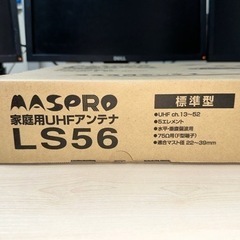 MASPRO
家庭用UHFアンテナ
LS56
標準型
●UHF ch.13〜52
●5エレメント
●水平・垂直偏波用
●75Ω用(F型端子)
●適合マスト径 22〜39mm